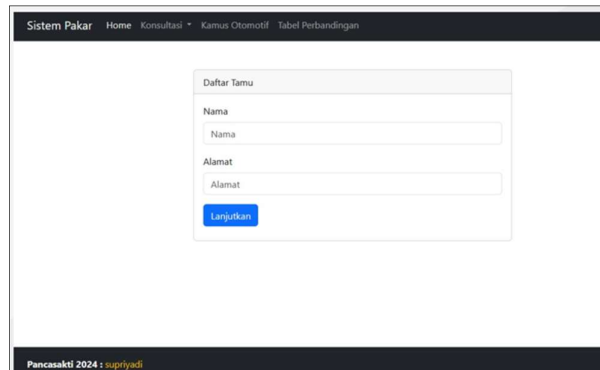 Sistem Pakar Home Konsultasi Kamus Otomotif Tabel Perbandingan
Daftar Tamu
Nama
Nama
Alamat
Alamat
Lanjutkan
Pancasakti 2024 : supriyadi